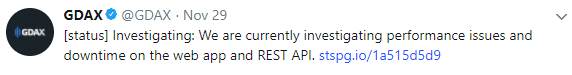 GDAX
GDAX @GDAX · Nov 29
[status] Investigating: We are currently investigating performance issues and
downtime on the web app and REST API. stspg.io/1a515d5d9